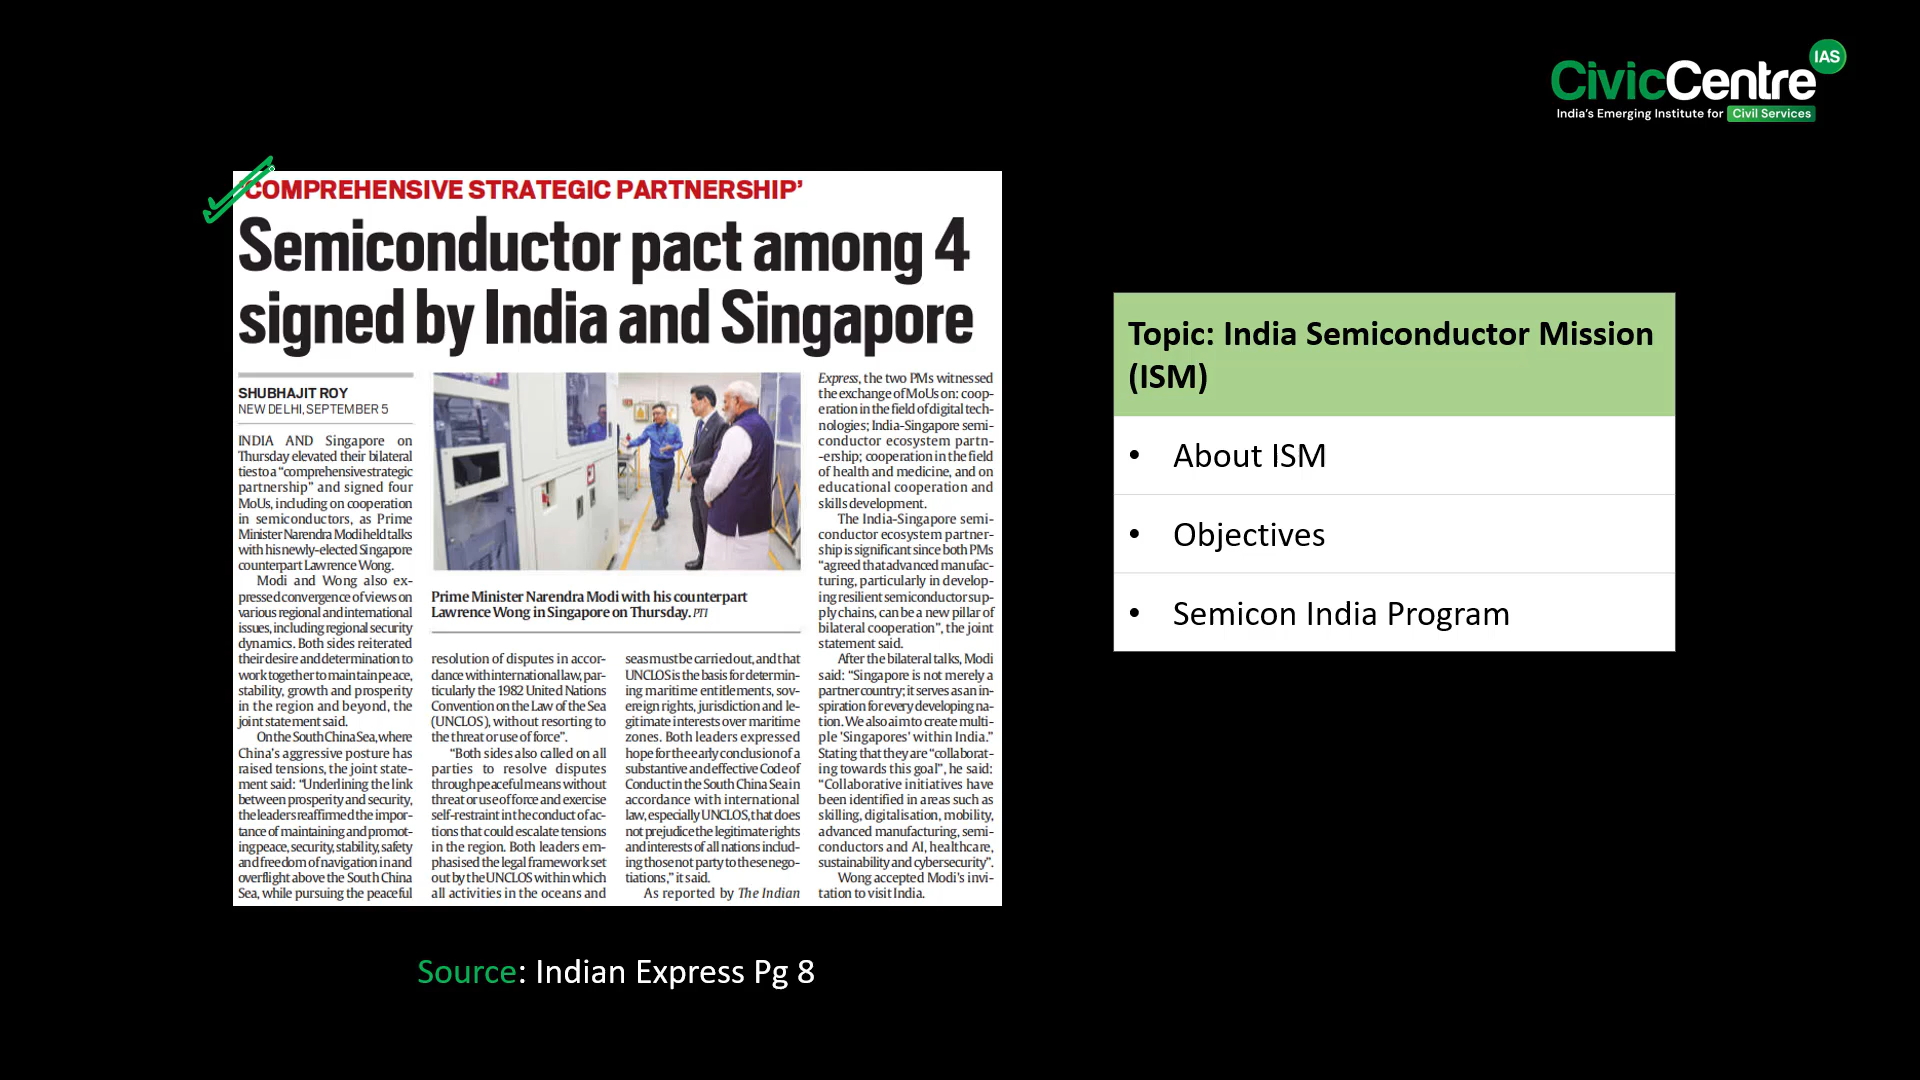 CivicCentre IAS
India's Emerging Institute for Civil Services
'COMPREHENSIVE STRATEGIC PARTNERSHIP'
Semiconductor pact among 4
signed by India and Singapore
SHUBHAJIT ROY
NEW DELHI, SEPTEMBER 5
INDIA AND Singapore on
Thursday elevated their bilateral
ties to a "comprehensive strategic
partnership" and signed four
MoUs, including on cooperation
in semiconductors, as Prime
Minister Narendra Modi held talks
with his newly-elected Singapore
counterpart Lawrence Wong.
Modi and Wong also ex-
pressed convergence of views on
various regional and international
issues, including regional security
dynamics. Both sides reiterated
their desire and determination to
work together to maintain peace,
stability, growth and prosperity
in the region and beyond, the
joint statement said.
On the South China Sea, where
China's aggressive posture has
raised tensions, the joint state-
ment said: "Underlining the link
between prosperity and security,
the leaders reaffirmed the impor-
tance of maintaining and promot-
ing peace, security, stability, safety
and freedom of navigation in and
overflight above the South China
Sea, while pursuing the peaceful
Prime Minister Narendra Modi with his counterpart
Lawrence Wong in Singapore on Thursday. PTI
resolution of disputes in accor-
dance with international law, par-
ticularly the 1982 United Nations
Convention on the Law of the Sea
(UNCLOS), without resorting to
the threat or use of force".
"Both sides also called on all
parties to resolve disputes
through peaceful means without
threat or use of force and exercise
self-restraint in the conduct of ac-
tions that could escalate tensions
in the region. Both leaders em-
phasised the legal framework set
out by the UNCLOS within which
all activities in the oceans and
seas must be carried out, and that
UNCLOS is the basis for determin-
ing maritime entitlements, sov-
ereign rights, jurisdiction and le-
gitimate interests over maritime
zones. Both leaders expressed
hope for the early conclusion of a
substantive and effective Code of
Conduct in the South China Sea in
accordance with international
law, especially UNCLOS, that does
not prejudice the legitimate rights
and interests of all nations includ-
ing those not party to these nego-
tiations," it said.
As reported by The Indian
Express, the two PMs witnessed
the exchange of MoUs on: coop-
eration in the field of digital tech-
nologies; India-Singapore semi-
conductor ecosystem partn-
-ership; cooperation in the field
of health and medicine, and on
educational cooperation and
skills development.
The India-Singapore semi-
conductor ecosystem partner-
ship is significant since both PMs
"agreed that advanced manufac-
turing, particularly in develop-
ing resilient semiconductor sup-
ply chains, can be a new pillar of
bilateral cooperation", the joint
statement said.
After the bilateral talks, Modi
said: "Singapore is not merely a
partner country; it serves as an in-
spiration for every developing na-
tion. We also aim to create multi-
ple 'Singapores' within India."
Stating that they are "collaborat-
ing towards this goal", he said:
"Collaborative initiatives have
been identified in areas such as
skilling, digitalisation, mobility,
advanced manufacturing, semi-
conductors and AI, healthcare,
sustainability and cybersecurity".
Wong accepted Modi's invi-
tation to visit India.
Source: Indian Express Pg 8
Topic: India Semiconductor Mission
(ISM)
• About ISM
• Objectives
• Semicon India Program